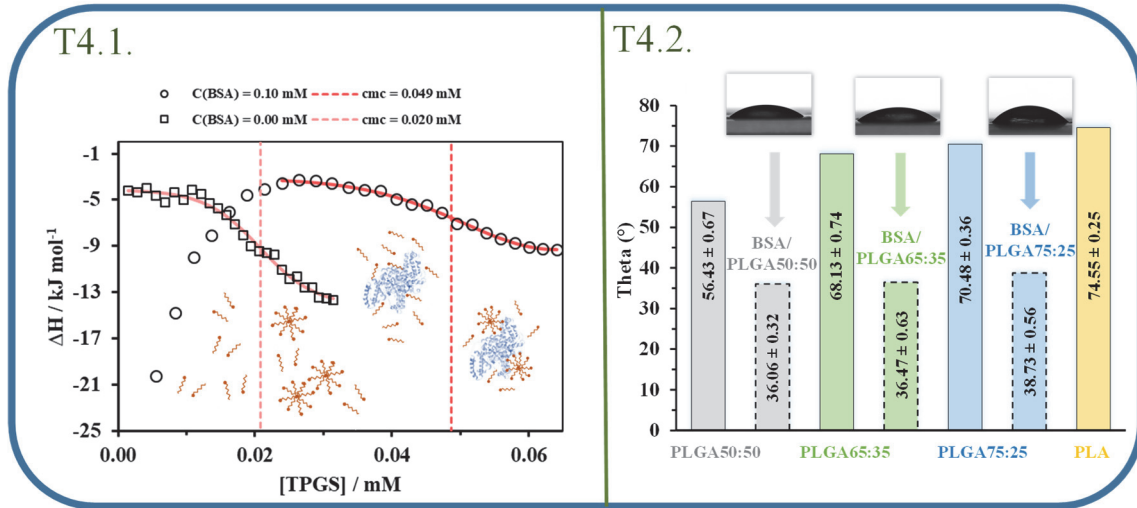 T4.1.
C(BSA) = 0.10 mM cmc = 0.049 mM
C(BSA) = 0.00 mM cmc = 0.020 mM
-1
-5
-9
-13
-17
-21
-25
ΔH / kJ mol-1
0.00 0.02 0.04 0.06
[TPGS] / mM
T4.2.
80
70
60
50
40
30
20
10
0
Theta (°)
BSA/
PLGA50:50
BSA/
PLGA65:35
BSA/
PLGA75:25
56.43 ± 0.67
36.06 ± 0.32
68.13 ± 0.74
36.47 ± 0.63
70.48 ± 0.36
38.73 ± 0.56
74.55 ± 0.25
PLGA50:50 PLGA65:35 PLGA75:25 PLA